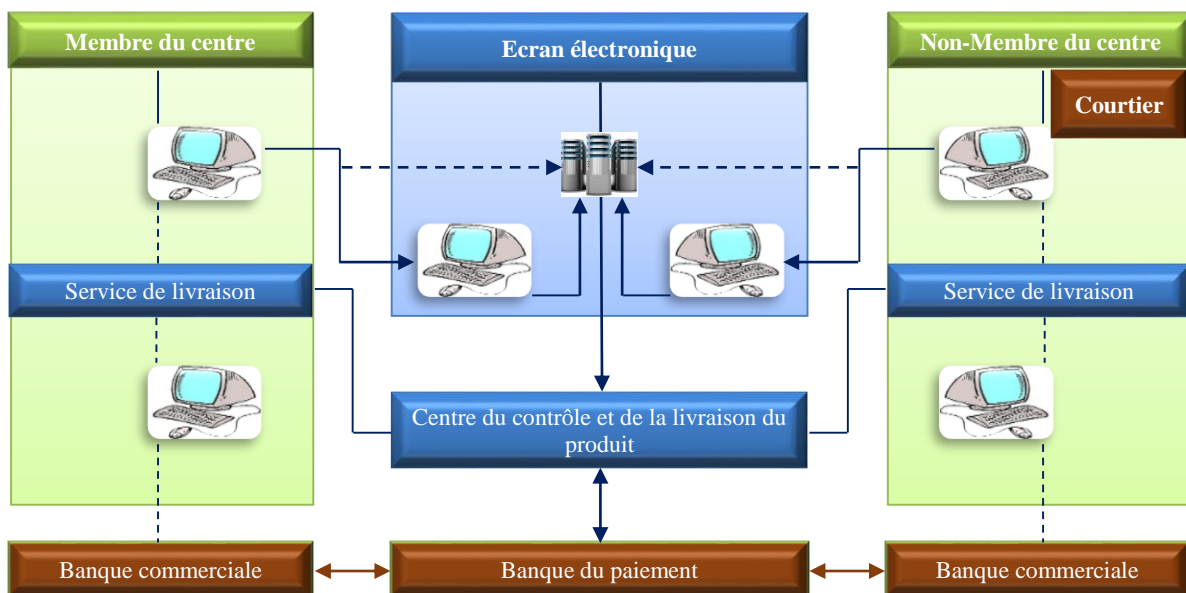 Membre du centre
Ecran électronique
Non-Membre du centre
Courtier
Service de livraison
Service de livraison
Centre du contrôle et de la livraison du
produit
Banque commerciale
Banque du paiement
Banque commerciale